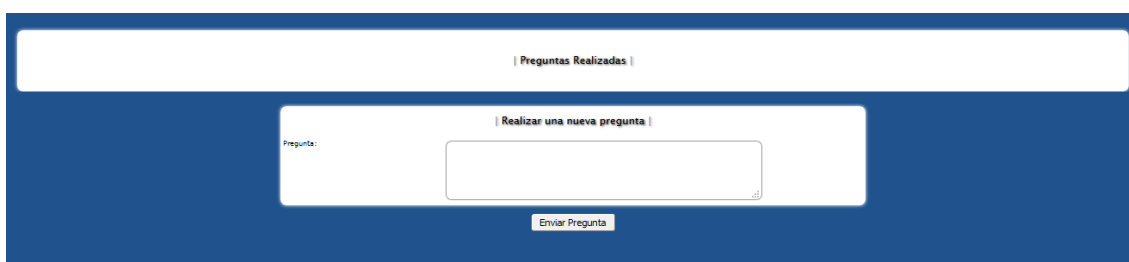 | Preguntas Realizadas |
| Realizar una nueva pregunta |
Pregunta:
Enviar Pregunta